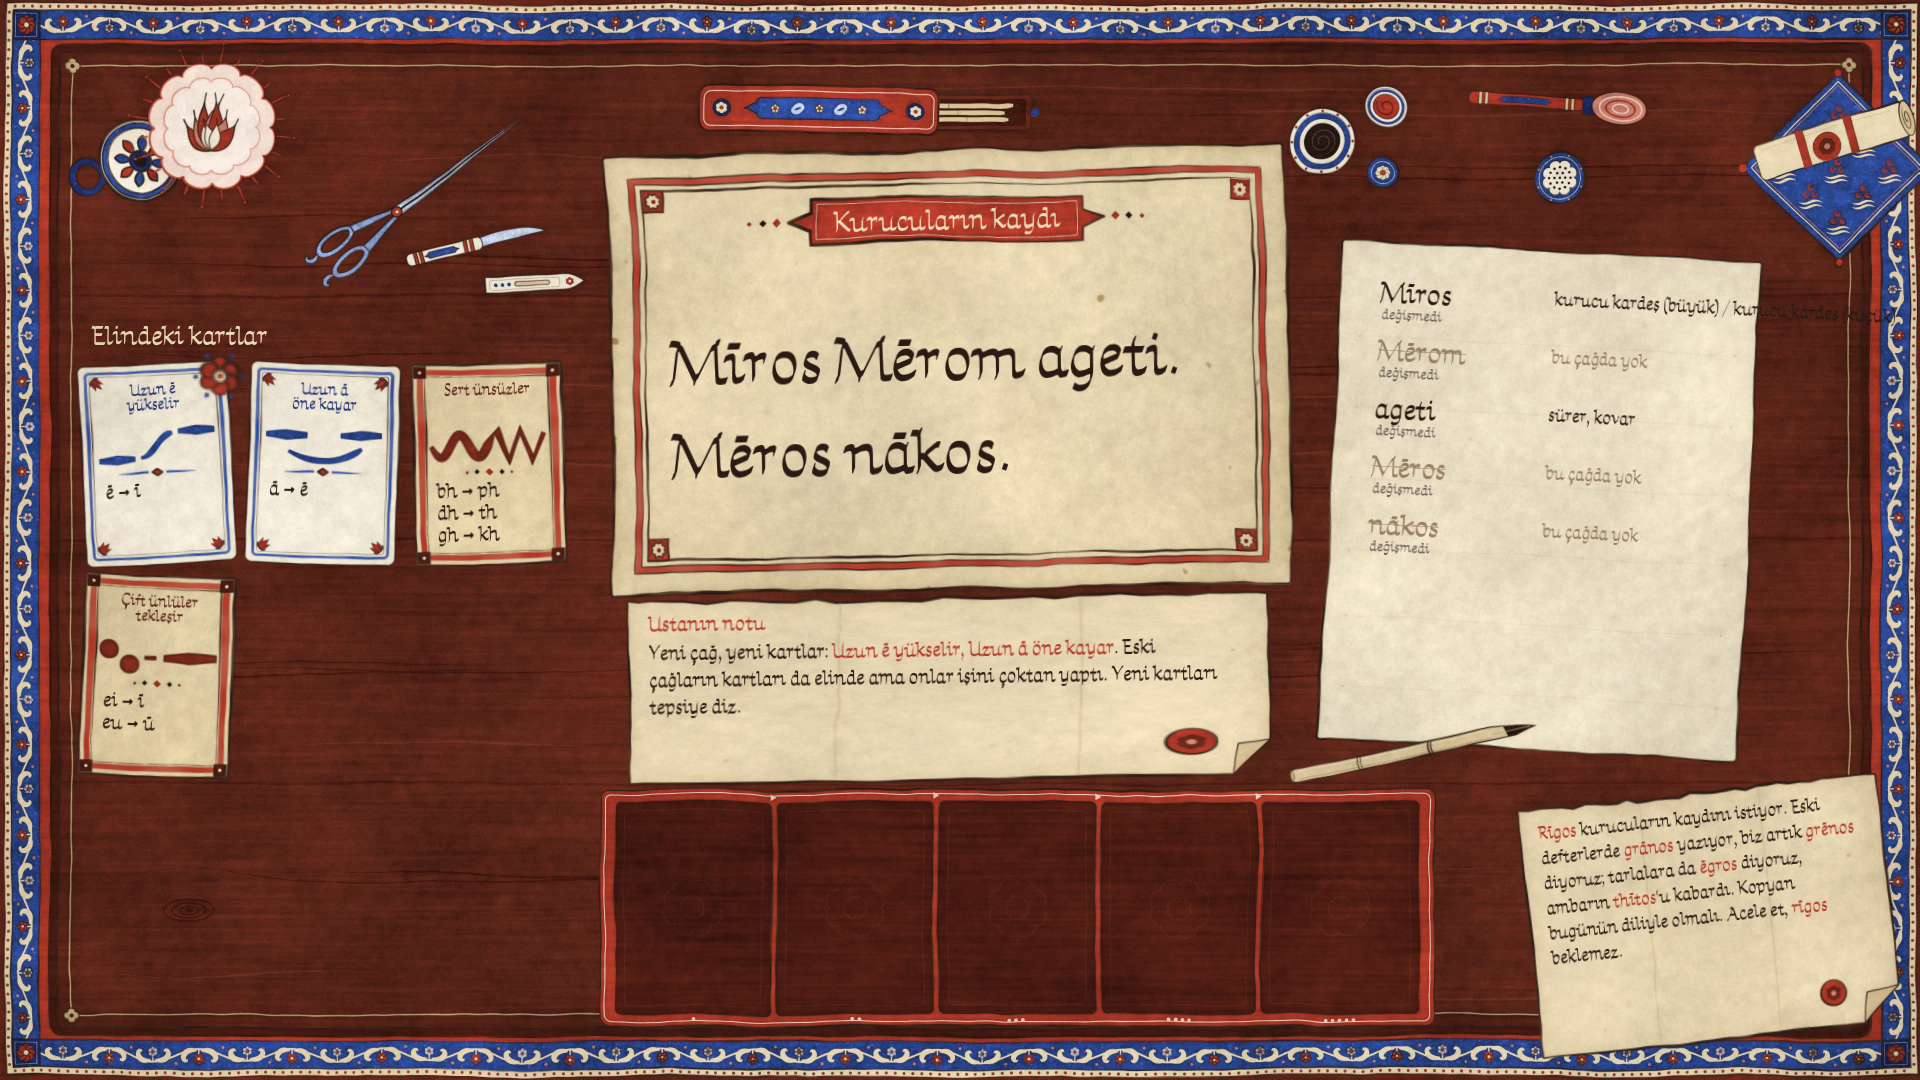 Elindeki kartlar
Uzun ē
yükselir
ē → ī
Uzun ā
öne kayar
ā → ē
Sert ünsüzler
bh → ph
dh → th
gh → kh
Çift ünlüler
tekleşir
ei → ī
eu → ū
Kurucuların kaydı
Mīros Mērom ageti.
Mēros nākos.
Ustanın notu
Yeni çağ, yeni kartlar: Uzun ē yükselir, Uzun ā öne kayar. Eski
çağların kartları da elinde ama onlar işini çoktan yaptı. Yeni kartları
tepsiye diz.
Mīros kurucu kardeş (büyük) / kurucu kardeş (küçük)
değişmedi
Mērom bu çağda yok
değişmedi
ageti sürer, kovar
değişmedi
Mēros bu çağda yok
değişmedi
nākos bu çağda yok
değişmedi
Rīgos kurucuların kaydını istiyor. Eski
defterlerde grānos yazıyor, biz artık grēnos
diyoruz; tarlalara da ēgros diyoruz,
ambarın thītos'u kabardı. Kopyan
bugünün diliyle olmalı. Acele et, rīgos
beklemez.